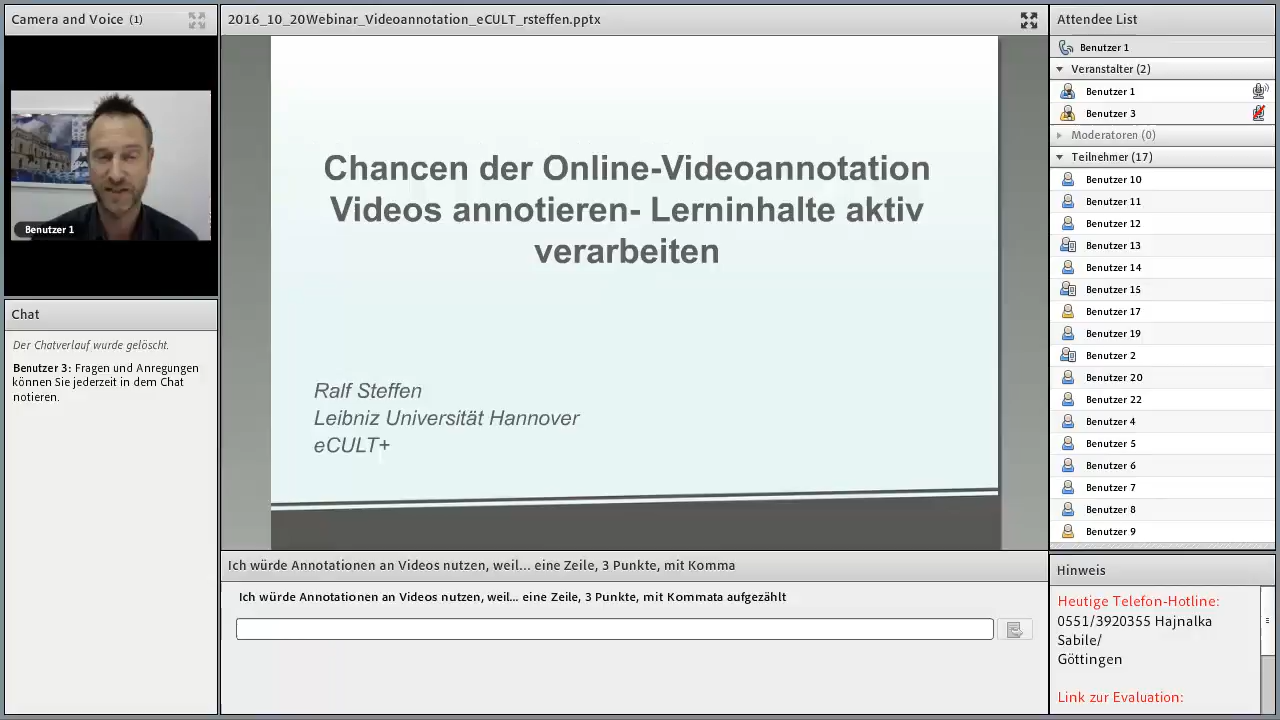 Camera and Voice (1)
Benutzer 1
Chat
Der Chatverlauf wurde gelöscht.
Benutzer 3: Fragen und Anregungen
können Sie jederzeit in dem Chat
notieren.
2016_10_20Webinar_Videoannotation_eCULT_rsteffen.pptx
Chancen der Online-Videoannotation
Videos annotieren- Lerninhalte aktiv
verarbeiten
Ralf Steffen
Leibniz Universität Hannover
eCULT+
Ich würde Annotationen an Videos nutzen, weil... eine Zeile, 3 Punkte, mit Komma
Ich würde Annotationen an Videos nutzen, weil... eine Zeile, 3 Punkte, mit Kommata aufgezählt
Attendee List
Benutzer 1
Veranstalter (2)
Benutzer 1
Benutzer 3
Moderatoren (0)
Teilnehmer (17)
Benutzer 10
Benutzer 11
Benutzer 12
Benutzer 13
Benutzer 14
Benutzer 15
Benutzer 17
Benutzer 19
Benutzer 2
Benutzer 20
Benutzer 22
Benutzer 4
Benutzer 5
Benutzer 6
Benutzer 7
Benutzer 8
Benutzer 9
Hinweis
Heutige Telefon-Hotline:
0551/3920355 Hajnalka
Sabile/
Göttingen
Link zur Evaluation: